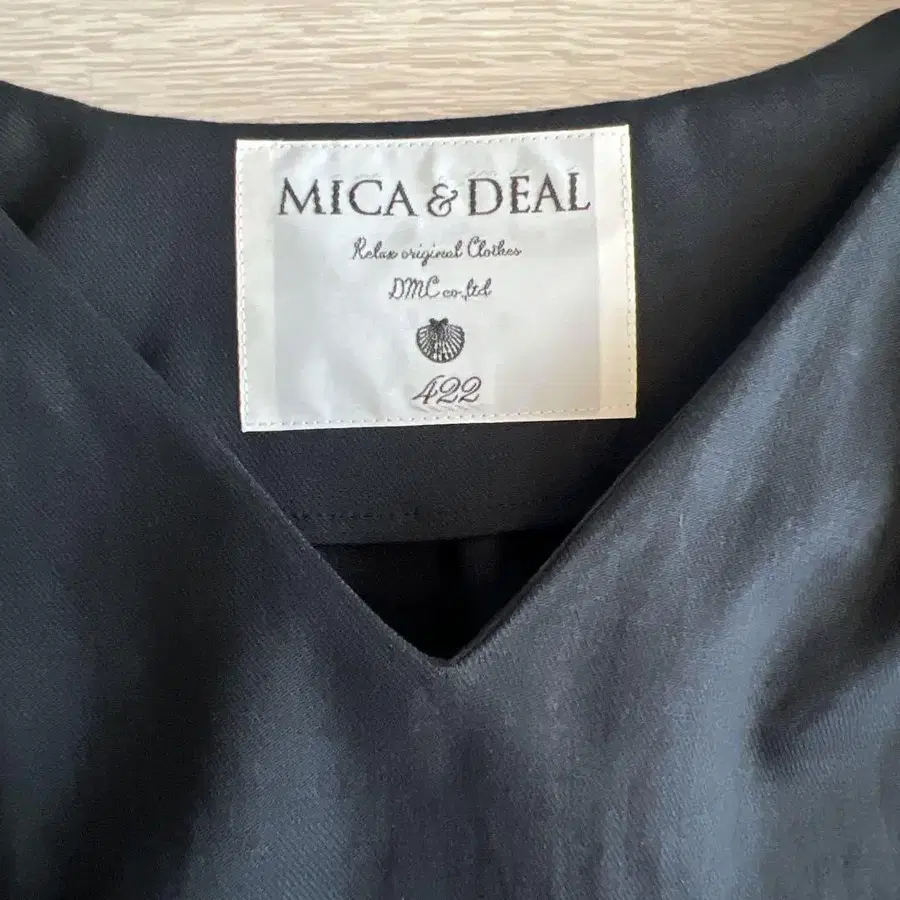 MICA & DEAL
Relax original Clothes
DMC co.,ltd
422